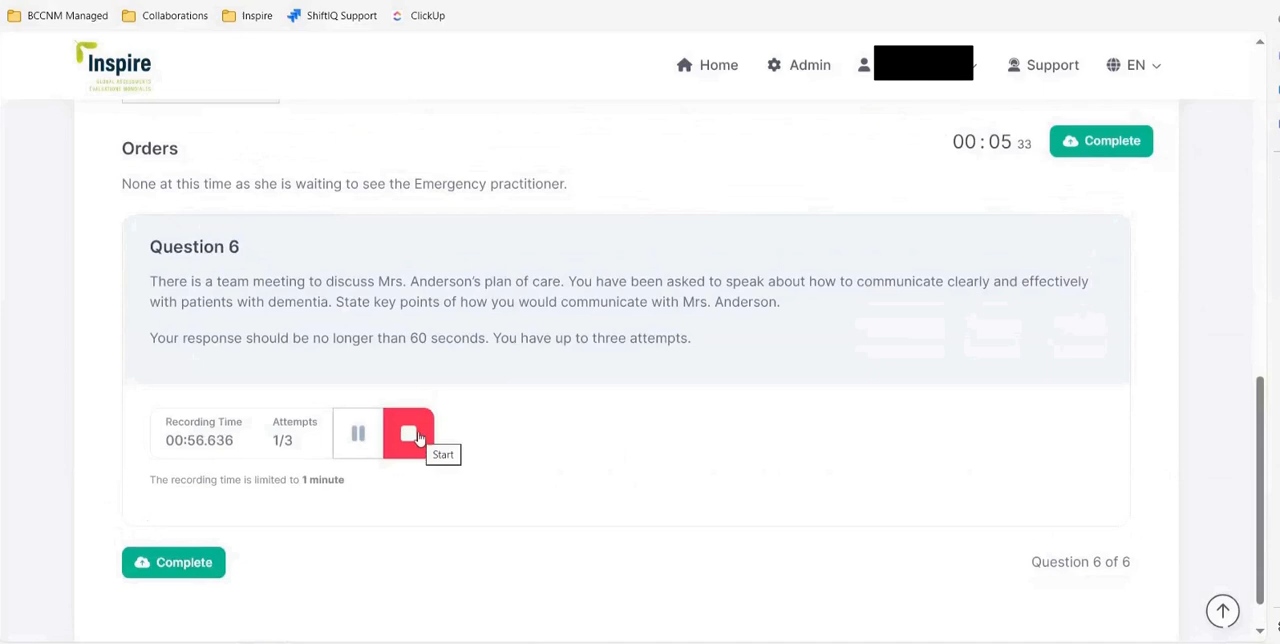 BCCNM Managed Collaborations Inspire ShiftIQ Support ClickUp
Inspire
GLOBAL ASSESSMENTS
ÉVALUATIONS MONDIALES
Home Admin Support EN
Orders
00:05 33 Complete
None at this time as she is waiting to see the Emergency practitioner.
Question 6
There is a team meeting to discuss Mrs. Anderson's plan of care. You have been asked to speak about how to communicate clearly and effectively
with patients with dementia. State key points of how you would communicate with Mrs. Anderson.
Your response should be no longer than 60 seconds. You have up to three attempts.
Recording Time Attempts
00:56.636 1/3
Start
The recording time is limited to 1 minute
Complete Question 6 of 6